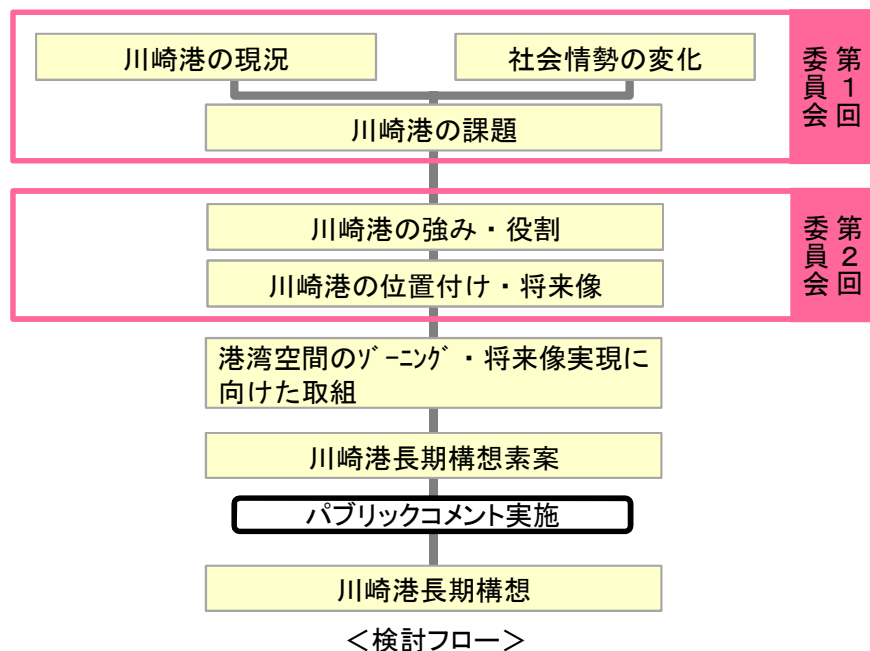 川崎港の現況
社会情勢の変化
川崎港の課題
第1回
委員会
川崎港の強み・役割
川崎港の位置付け・将来像
第2回
委員会
港湾空間のｿﾞｰﾆﾝｸﾞ・将来像実現に
向けた取組
川崎港長期構想素案
パブリックコメント実施
川崎港長期構想
＜検討フロー＞